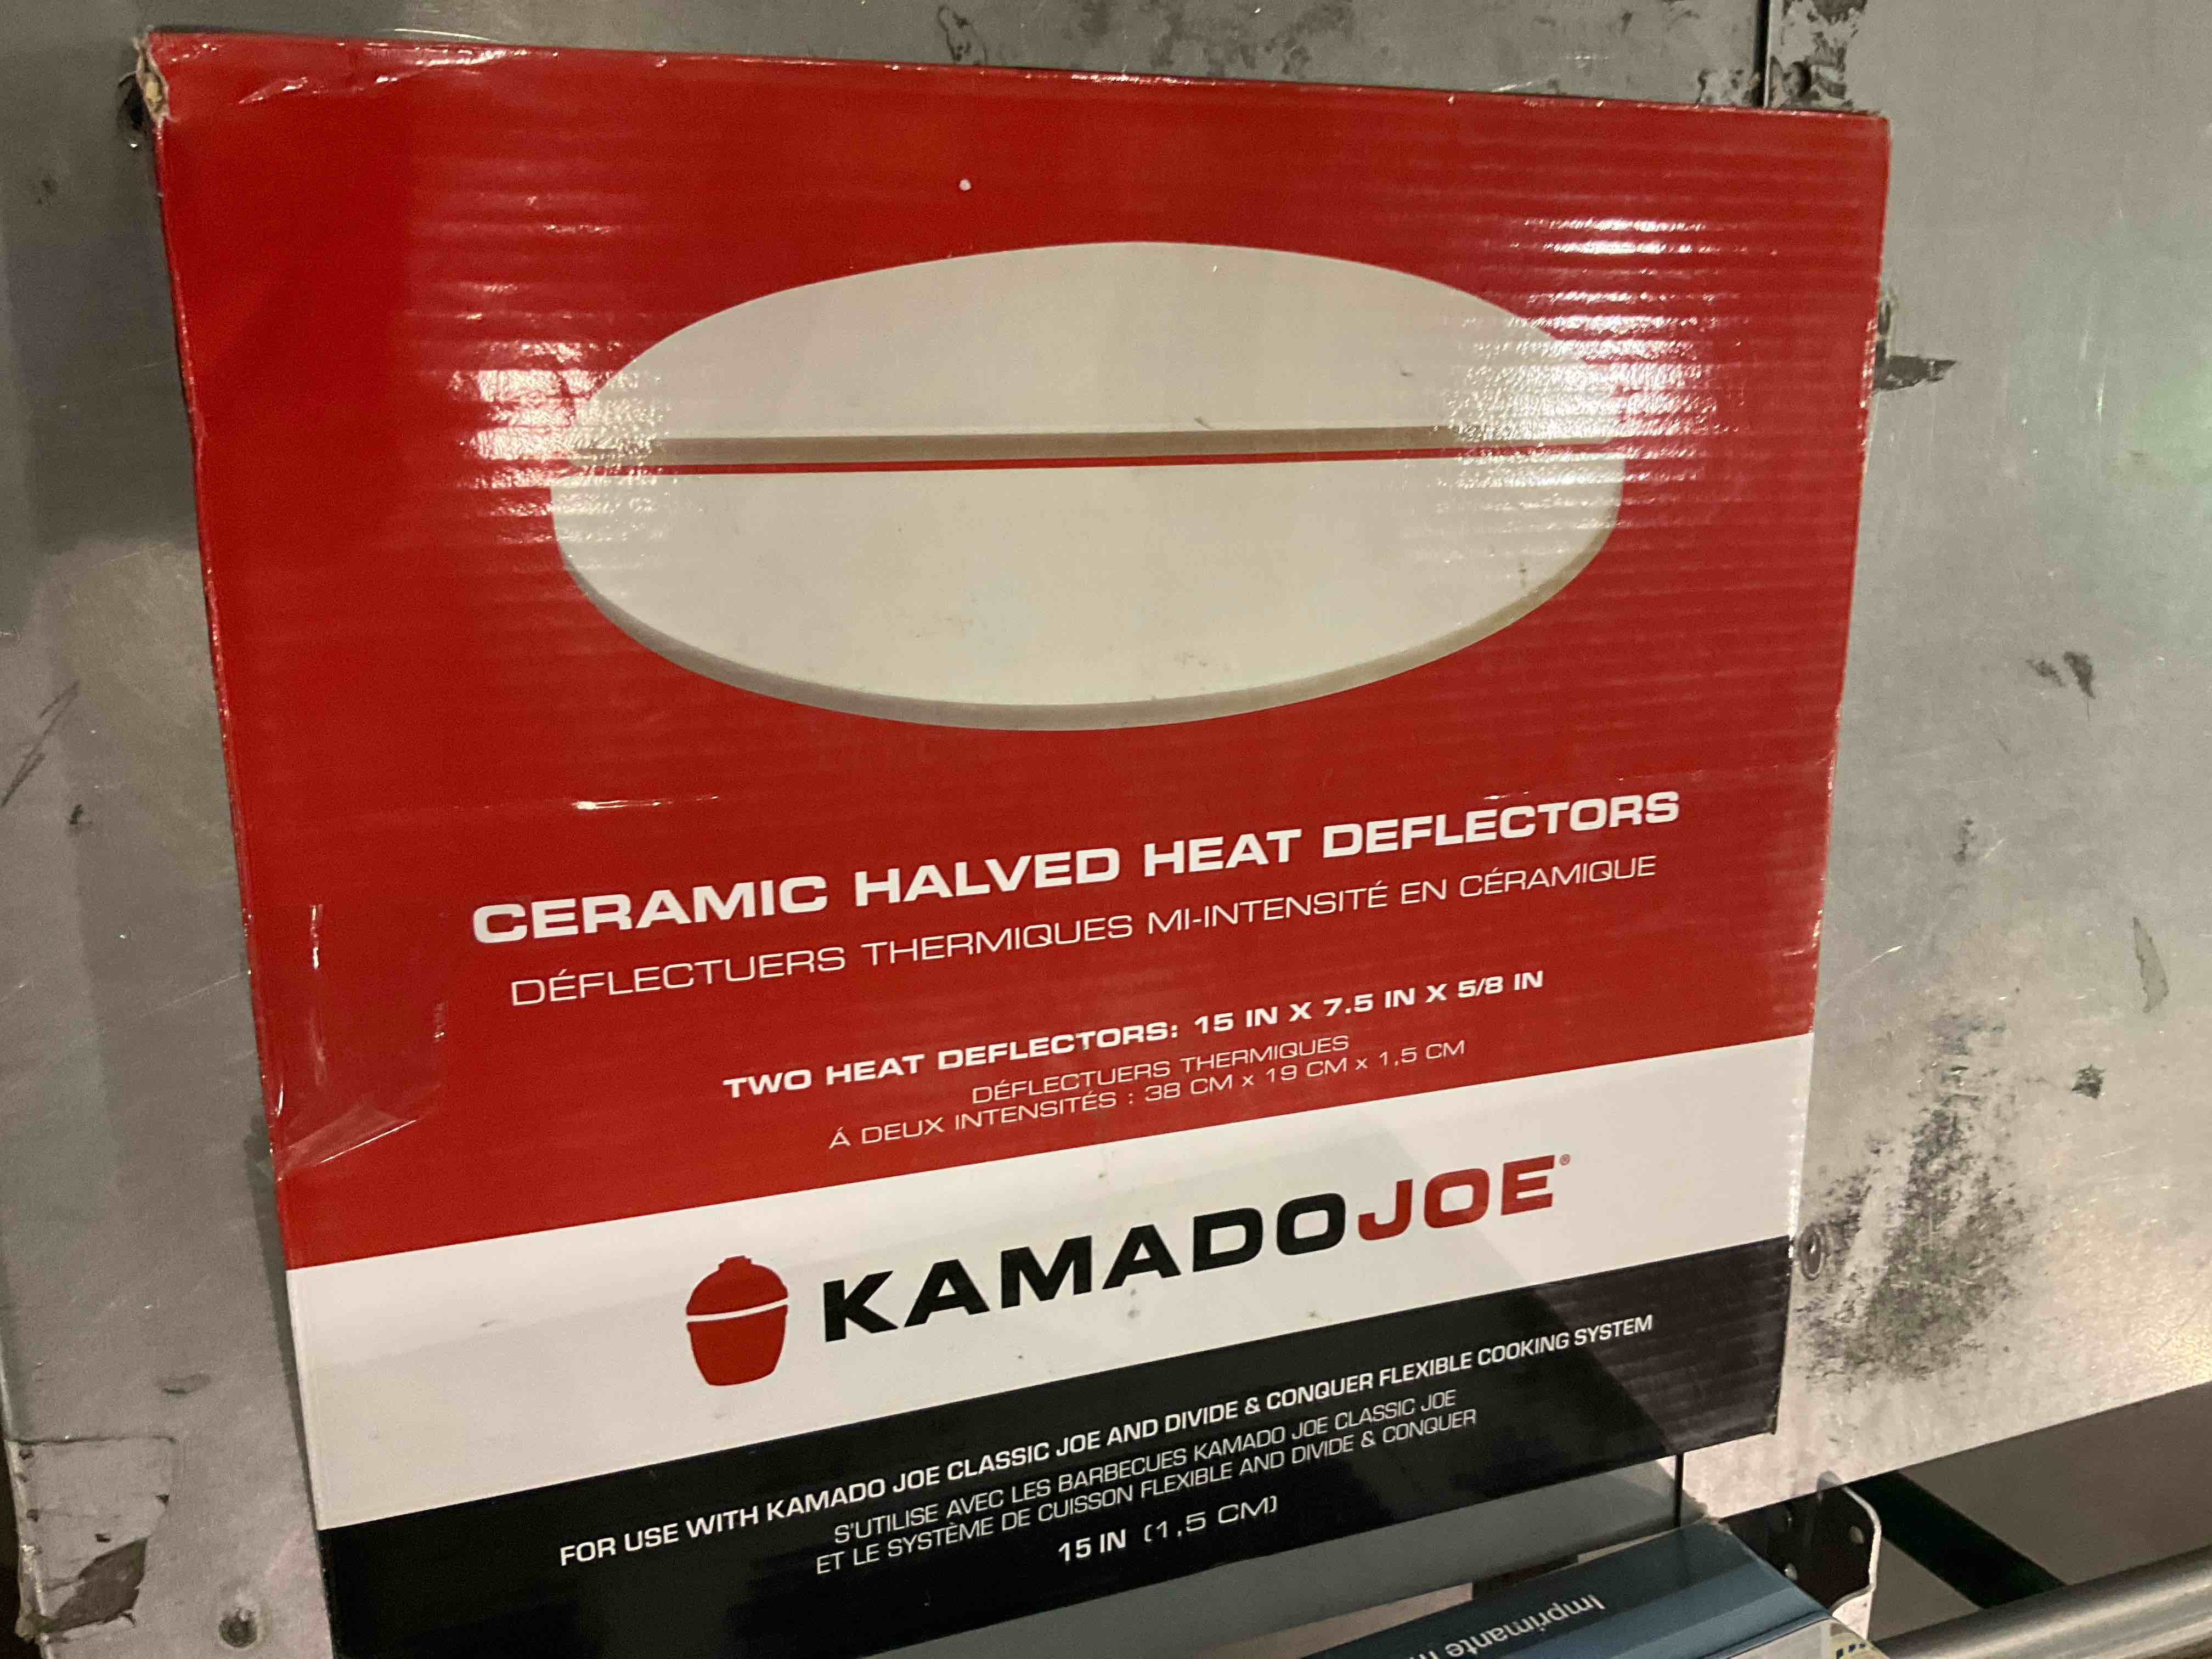 CERAMIC HALVED HEAT DEFLECTORS
DÉFLECTUERS THERMIQUES MI-INTENSITÉ EN CÉRAMIQUE
TWO HEAT DEFLECTORS: 15 IN X 7.5 IN X 5/8 IN
DÉFLECTUERS THERMIQUES
Á DEUX INTENSITÉS : 38 CM x 19 CM x 1,5 CM
KAMADOJOE®
FOR USE WITH KAMADO JOE CLASSIC JOE AND DIVIDE & CONQUER FLEXIBLE COOKING SYSTEM
S'UTILISE AVEC LES BARBECUES KAMADO JOE CLASSIC JOE
ET LE SYSTÈME DE CUISSON FLEXIBLE AND DIVIDE & CONQUER
15 IN (1,5 CM)
Imprimante